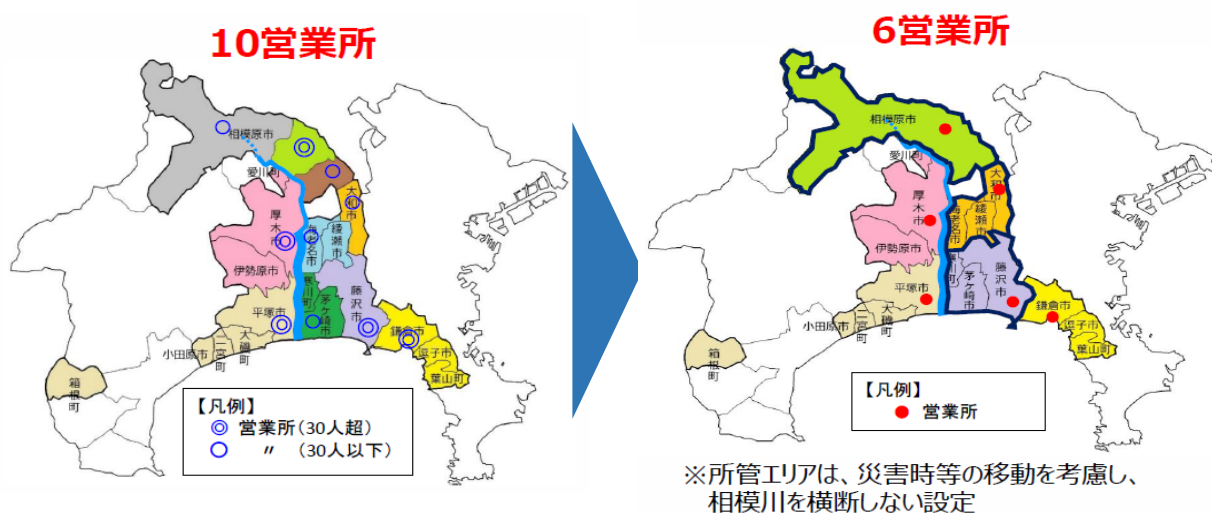 10営業所
相模原市
愛川町
大和市
厚木市
海老名市
綾瀬市
伊勢原市
寒川町
茅ケ崎市
藤沢市
平塚市
鎌倉市
大磯町
二宮町
小田原市
逗子市
葉山町
箱根町
【凡例】
◎ 営業所(30人超)
○ 〃 (30人以下)
6営業所
相模原市
愛川町
大和市
厚木市
海老名市
綾瀬市
伊勢原市
寒川町
茅ケ崎市
藤沢市
平塚市
鎌倉市
大磯町
二宮町
小田原市
逗子市
葉山町
箱根町
【凡例】
● 営業所
※所管エリアは、災害時等の移動を考慮し、
相模川を横断しない設定